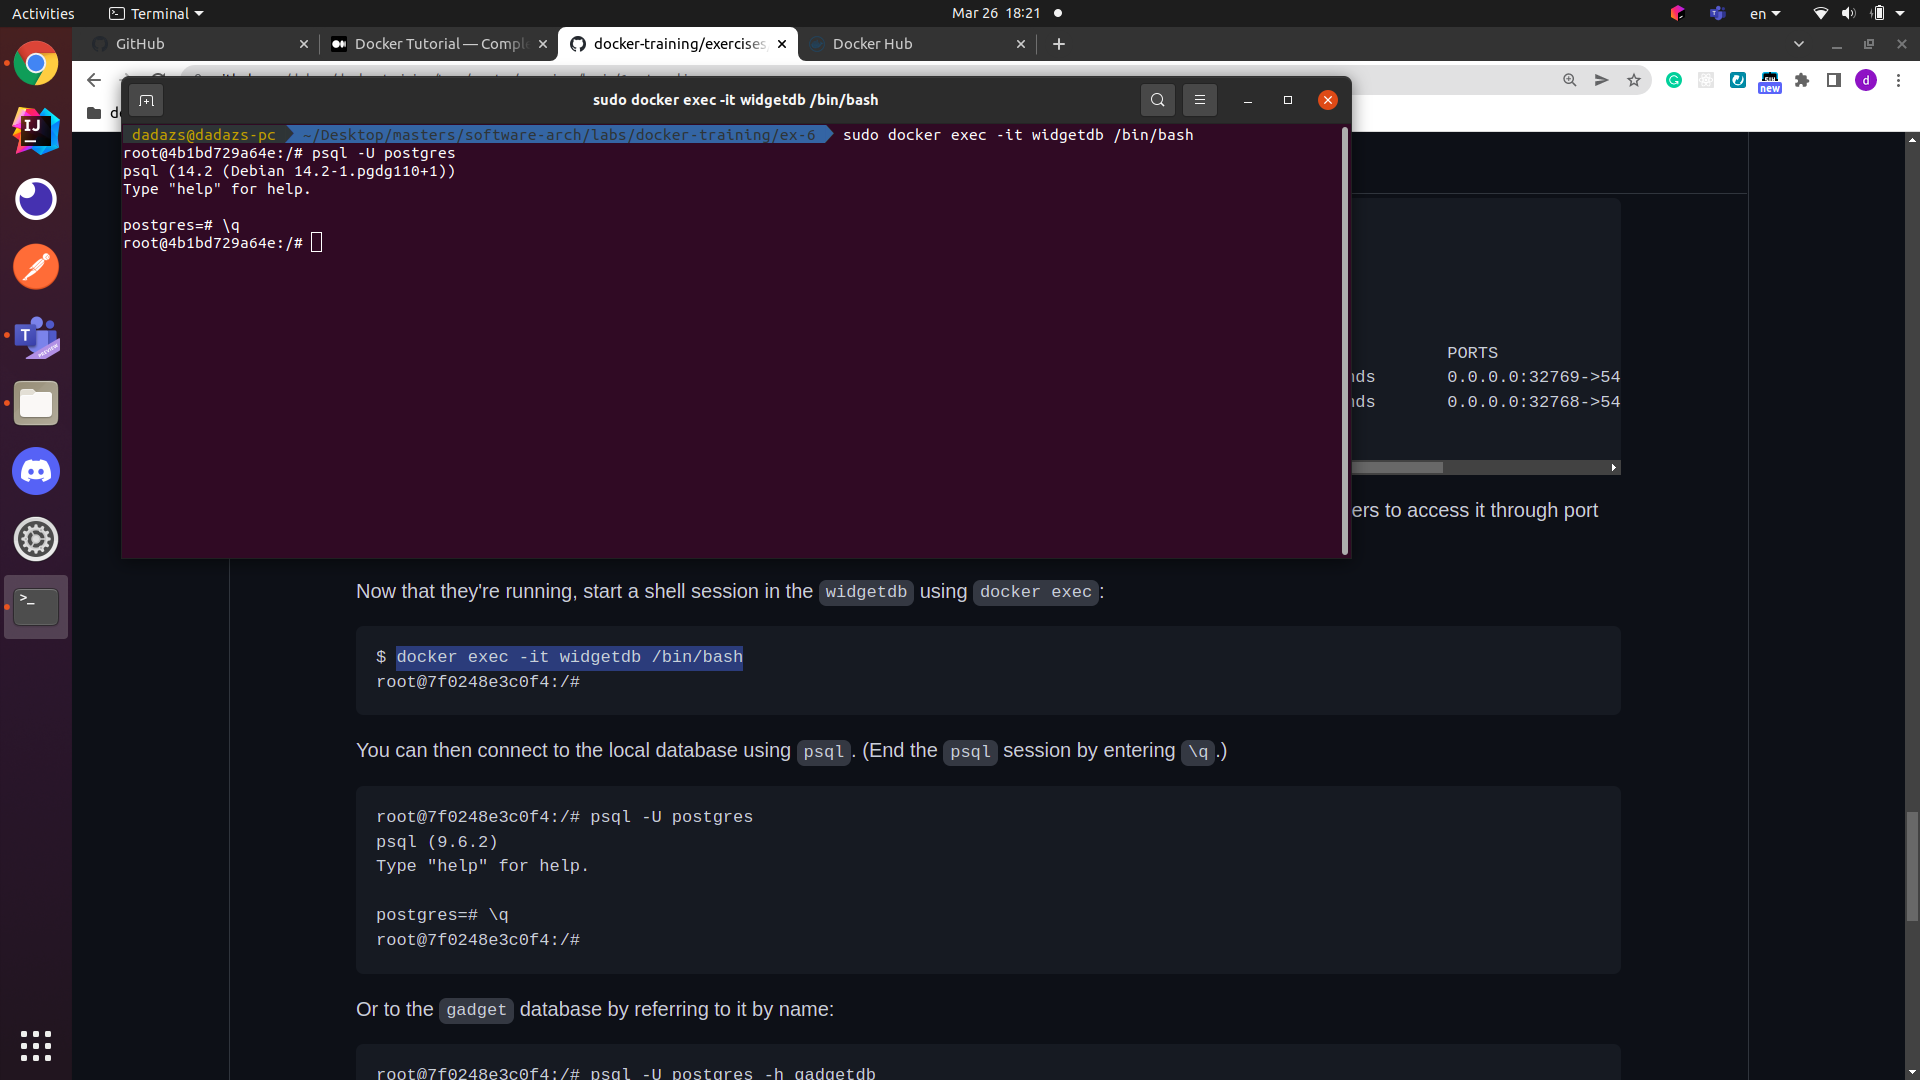 Activities
Terminal
Mar 26 18:21
en
GitHub
Docker Tutorial — Comple
docker-training/exercises
Docker Hub
new
d
sudo docker exec -it widgetdb /bin/bash
dadazs@dadazs-pc ~/Desktop/masters/software-arch/labs/docker-training/ex-6 sudo docker exec -it widgetdb /bin/bash
root@4b1bd729a64e:/# psql -U postgres
psql (14.2 (Debian 14.2-1.pgdg110+1))
Type "help" for help.
postgres=# \q
root@4b1bd729a64e:/#
PORTS
nds 0.0.0.0:32769->54
nds 0.0.0.0:32768->54
ers to access it through port
Now that they're running, start a shell session in the widgetdb using docker exec:
$ docker exec -it widgetdb /bin/bash
root@7f0248e3c0f4:/#
You can then connect to the local database using psql. (End the psql session by entering \q.)
root@7f0248e3c0f4:/# psql -U postgres
psql (9.6.2)
Type "help" for help.
postgres=# \q
root@7f0248e3c0f4:/#
Or to the gadget database by referring to it by name:
root@7f0248e3c0f4:/# psql -U postgres -h gadgetdb